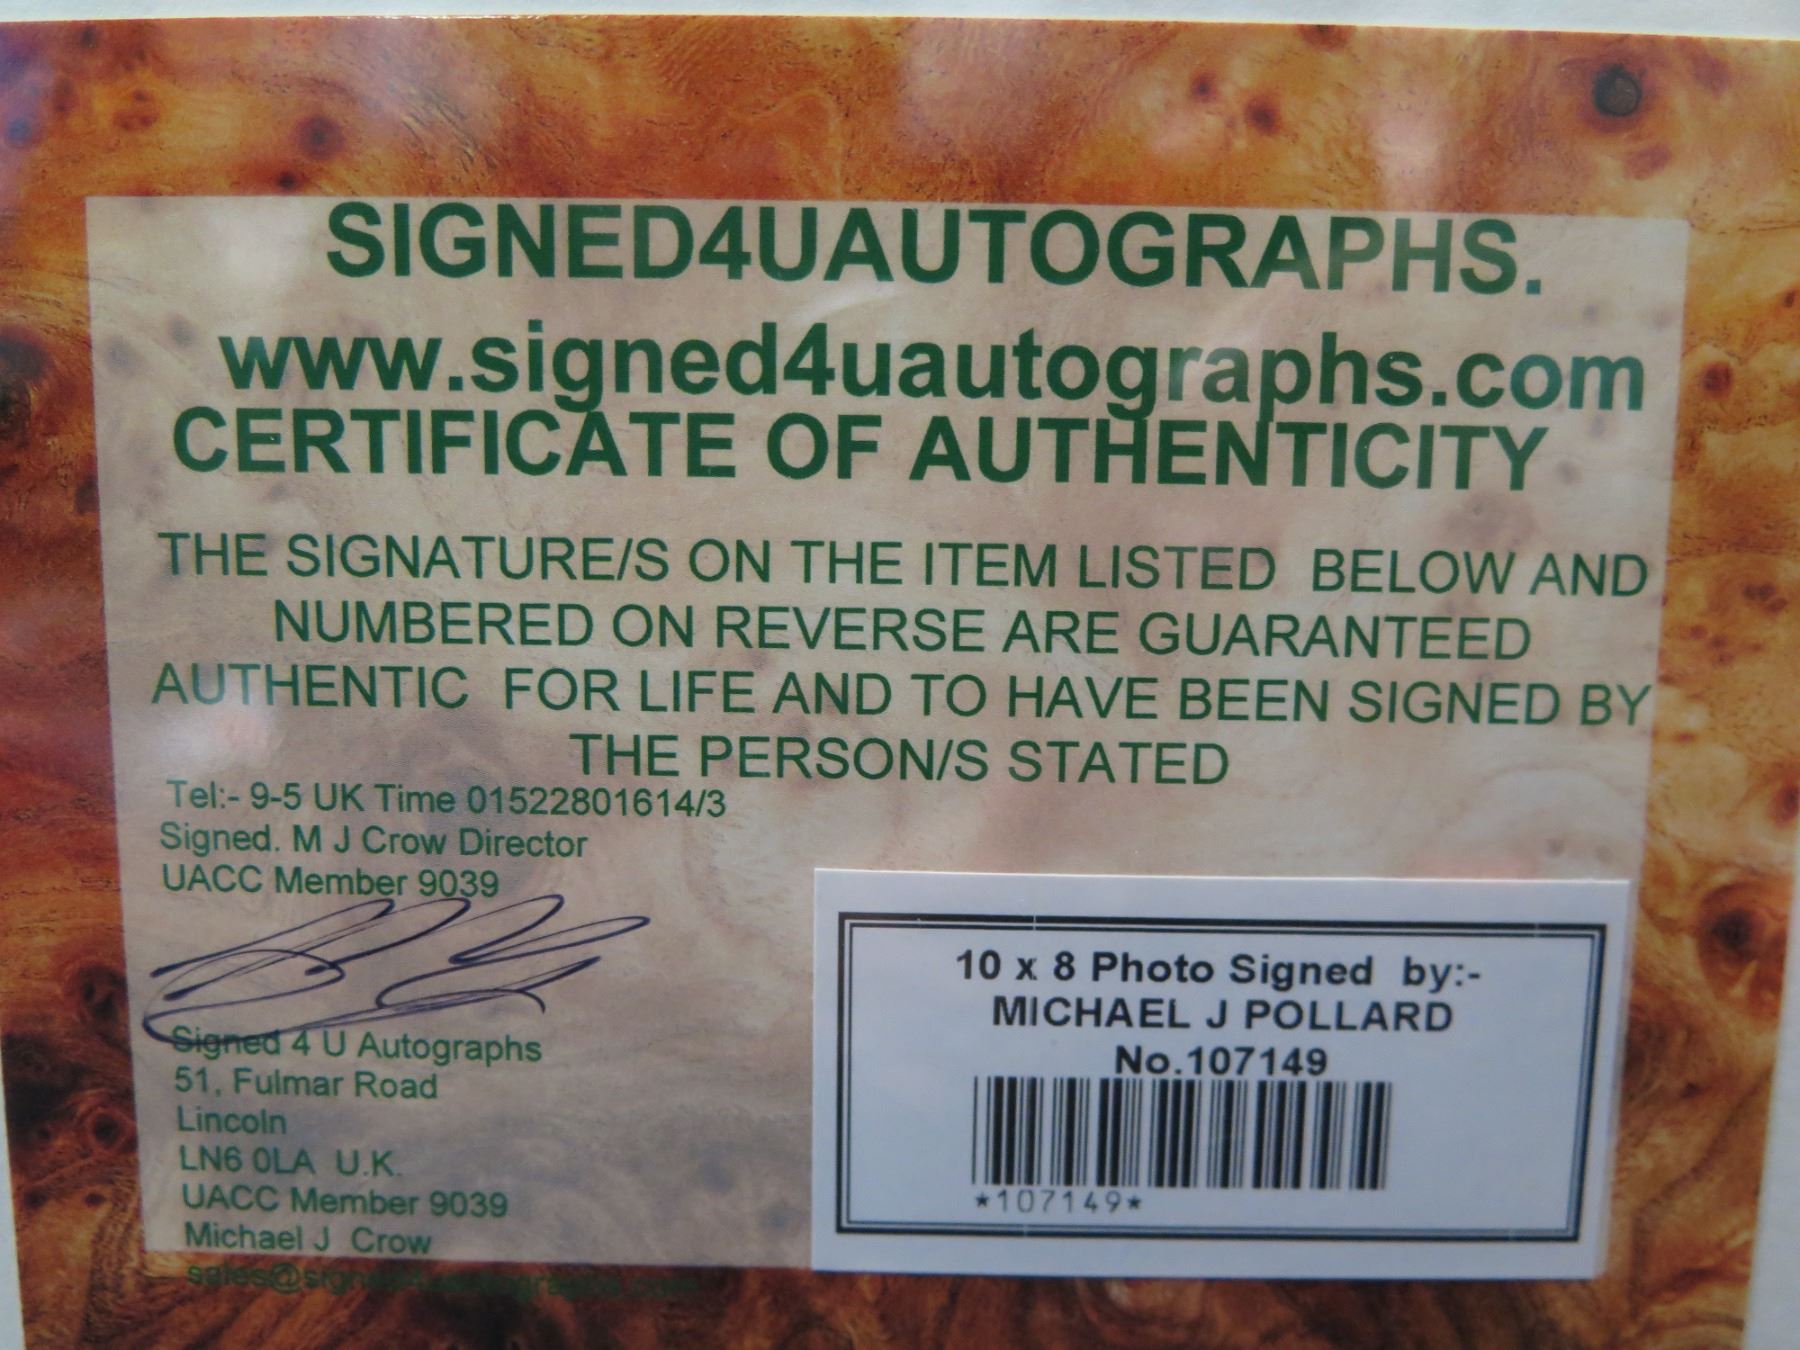 SIGNED4UAUTOGRAPHS.
www.signed4uautographs.com
CERTIFICATE OF AUTHENTICITY
THE SIGNATURE/S ON THE ITEM LISTED BELOW AND
NUMBERED ON REVERSE ARE GUARANTEED
AUTHENTIC FOR LIFE AND TO HAVE BEEN SIGNED BY
THE PERSON/S STATED
Tel:- 9-5 UK Time 01522801614/3
Signed. M J Crow Director
UACC Member 9039
Signed 4 U Autographs
51, Fulmar Road
Lincoln
LN6 0LA U.K.
UACC Member 9039
Michael J Crow
sales@signed4uautographs.com
10 x 8 Photo Signed by:-
MICHAEL J POLLARD
No.107149
*107149*